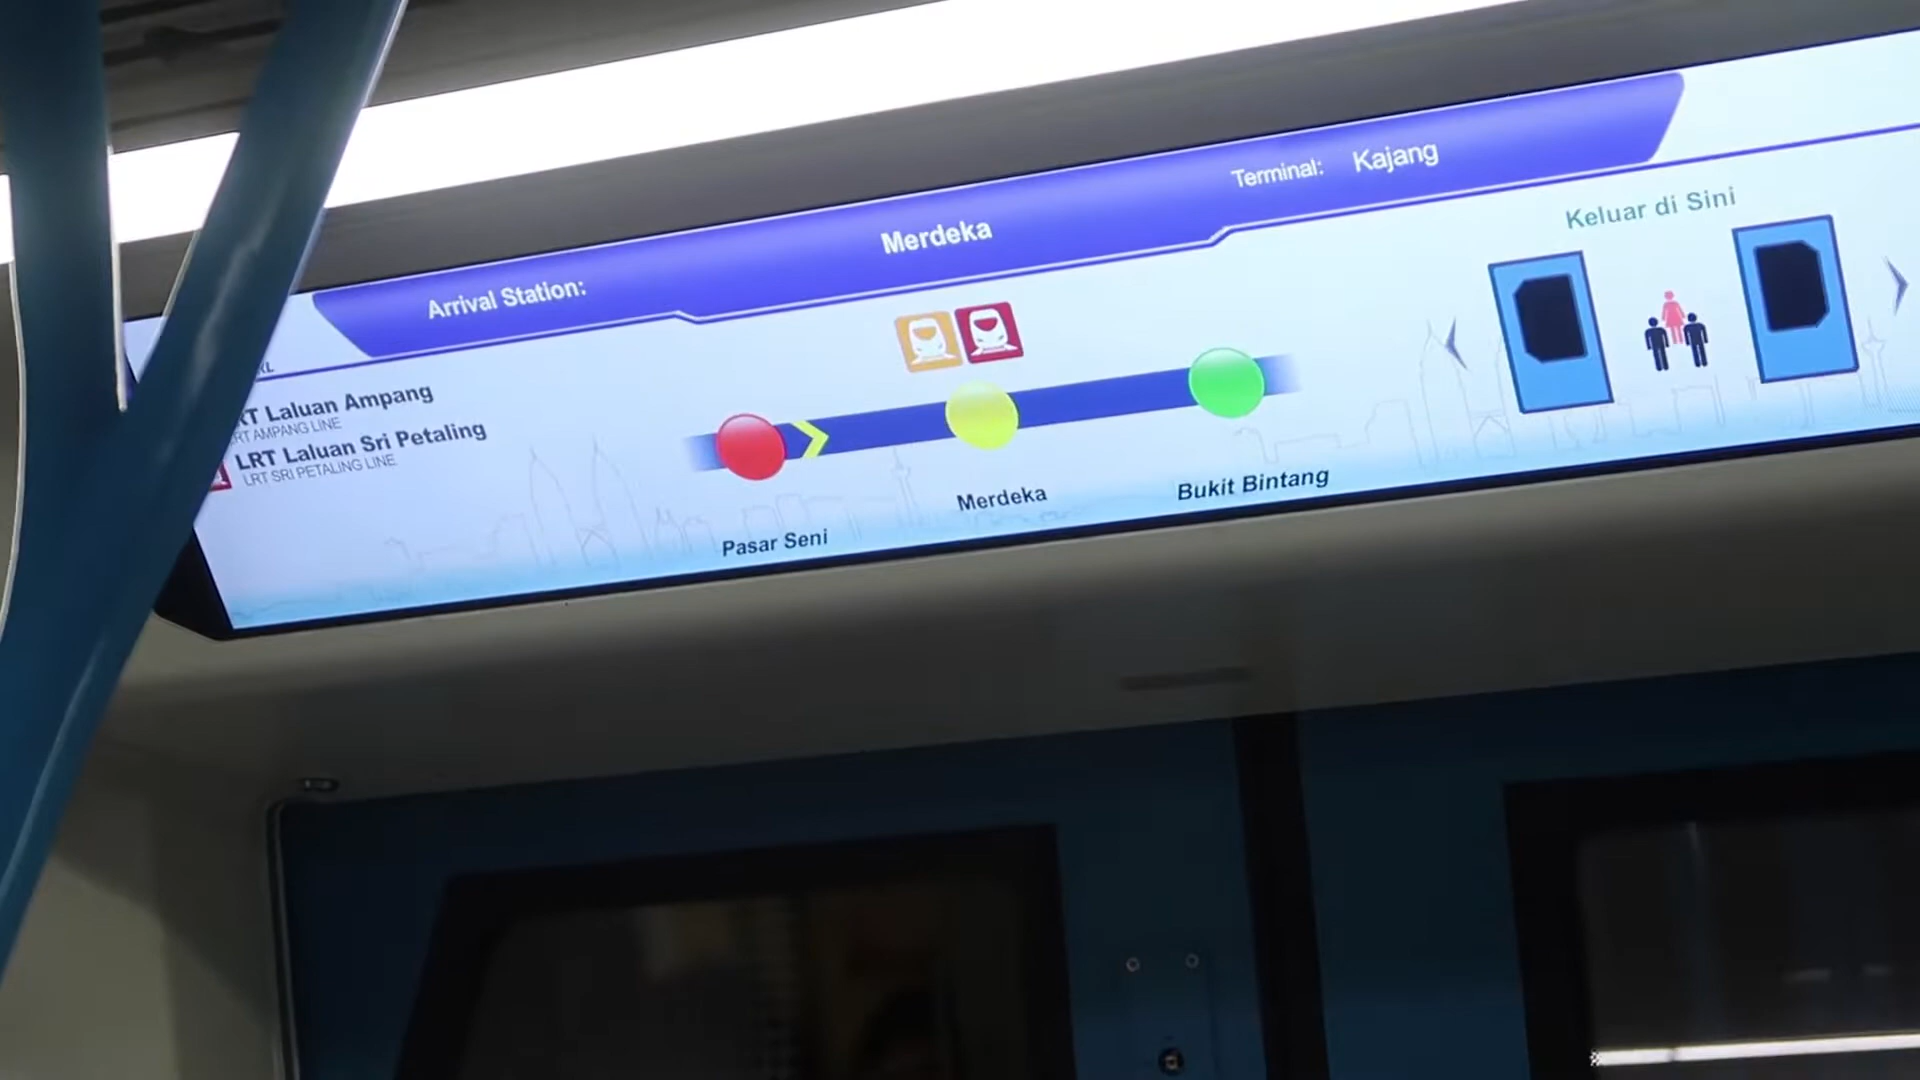 Arrival Station:
Merdeka
Terminal: Kajang
LRT Laluan Ampang
LRT AMPANG LINE
LRT Laluan Sri Petaling
LRT SRI PETALING LINE
Pasar Seni
Merdeka
Bukit Bintang
Keluar di Sini